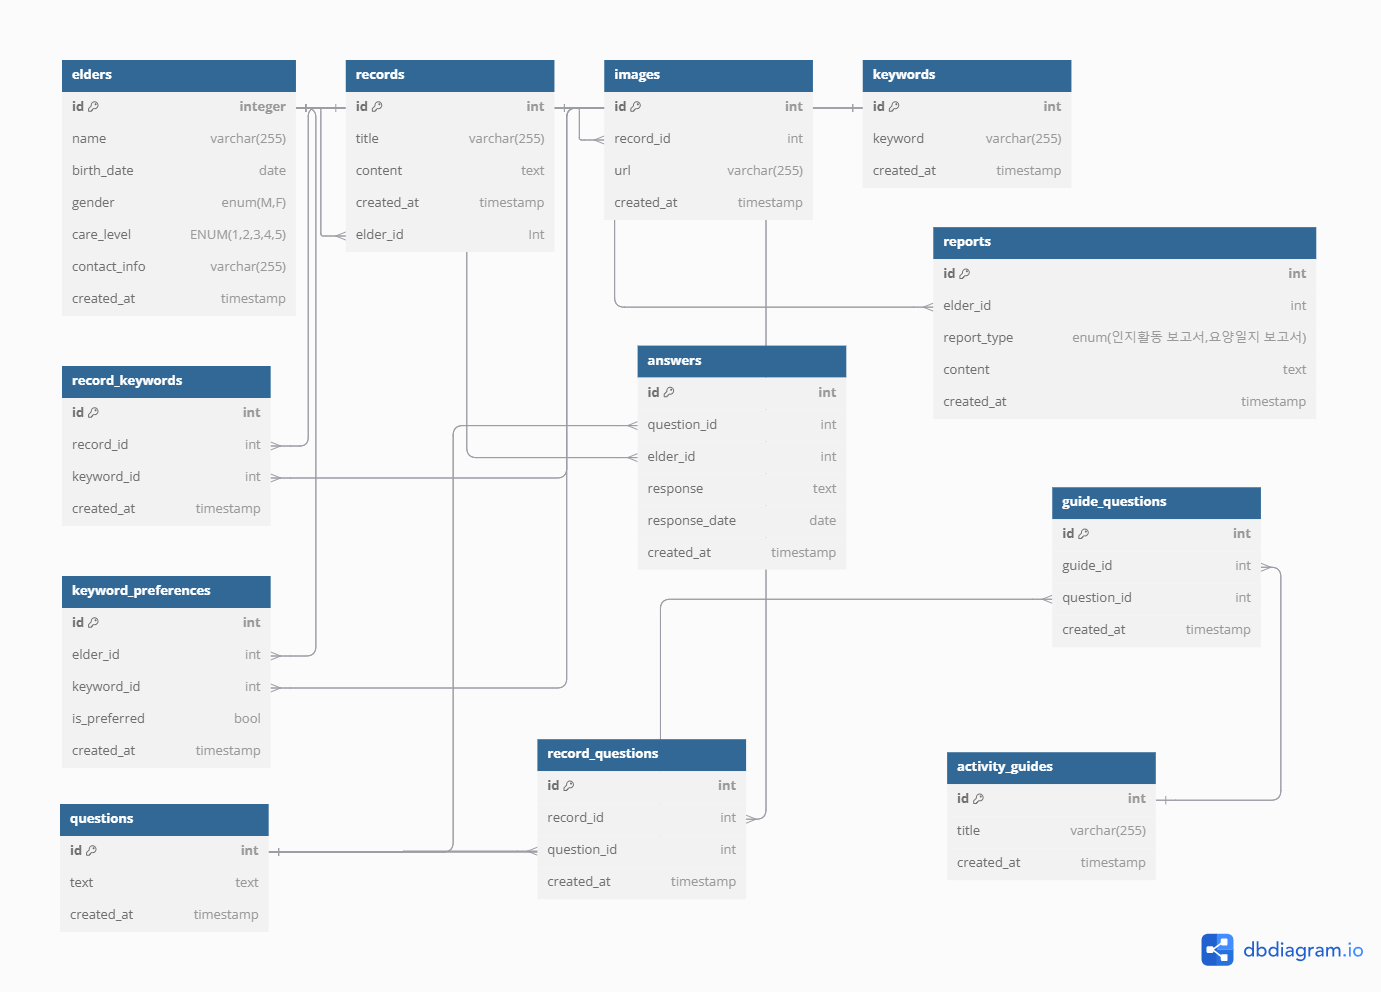 elders
id integer
name varchar(255)
birth_date date
gender enum(M,F)
care_level ENUM(1,2,3,4,5)
contact_info varchar(255)
created_at timestamp
records
id int
title varchar(255)
content text
created_at timestamp
elder_id Int
images
id int
record_id int
url varchar(255)
created_at timestamp
keywords
id int
keyword varchar(255)
created_at timestamp
reports
id int
elder_id int
report_type enum(인지활동 보고서,요양일지 보고서)
content text
created_at timestamp
record_keywords
id int
record_id int
keyword_id int
created_at timestamp
answers
id int
question_id int
elder_id int
response text
response_date date
created_at timestamp
guide_questions
id int
guide_id int
question_id int
created_at timestamp
keyword_preferences
id int
elder_id int
keyword_id int
is_preferred bool
created_at timestamp
record_questions
id int
record_id int
question_id int
created_at timestamp
activity_guides
id int
title varchar(255)
created_at timestamp
questions
id int
text text
created_at timestamp
dbdiagram.io